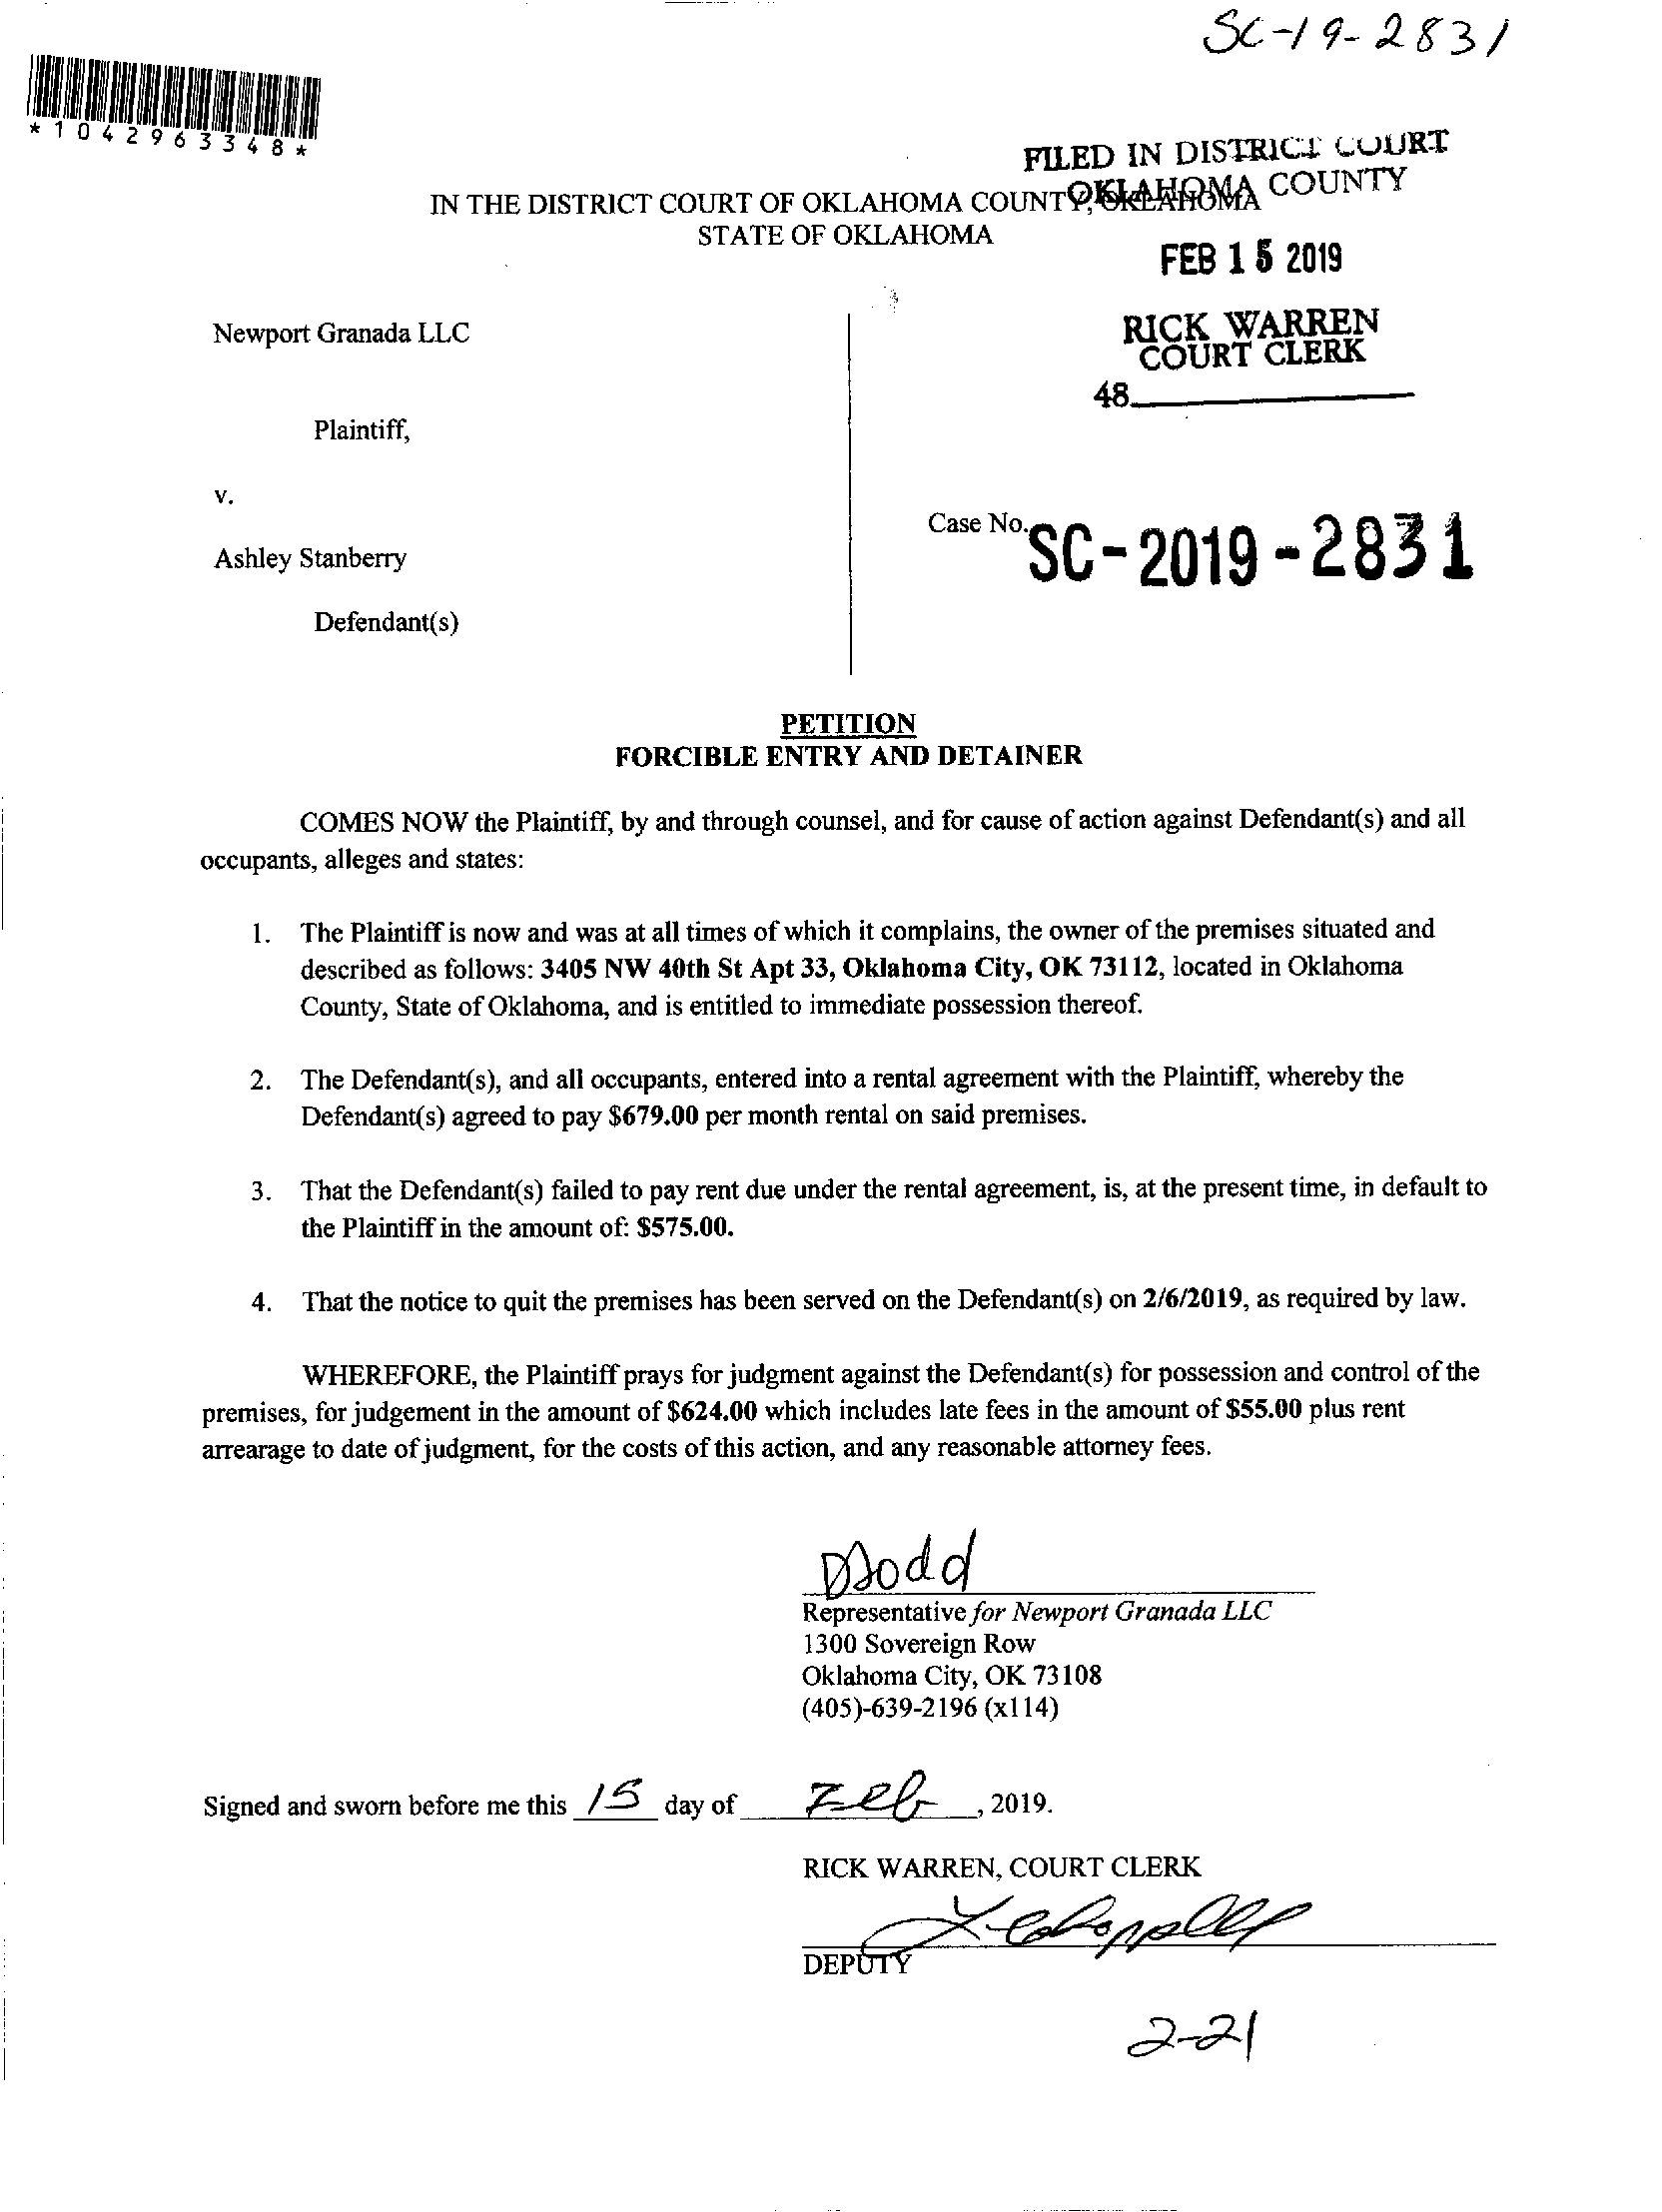 SC-19-2831
*1042963348*
FILED IN DISTRICT COURT
OKLAHOMA COUNTY
IN THE DISTRICT COURT OF OKLAHOMA COUNTY, OKLAHOMA
STATE OF OKLAHOMA
FEB 15 2019
RICK WARREN
COURT CLERK
48
Newport Granada LLC
Plaintiff,
v.
Case No. SC-2019-2831
Ashley Stanberry
Defendant(s)
PETITION
FORCIBLE ENTRY AND DETAINER
COMES NOW the Plaintiff, by and through counsel, and for cause of action against Defendant(s) and all
occupants, alleges and states:
1. The Plaintiff is now and was at all times of which it complains, the owner of the premises situated and
described as follows: 3405 NW 40th St Apt 33, Oklahoma City, OK 73112, located in Oklahoma
County, State of Oklahoma, and is entitled to immediate possession thereof.
2. The Defendant(s), and all occupants, entered into a rental agreement with the Plaintiff, whereby the
Defendant(s) agreed to pay $679.00 per month rental on said premises.
3. That the Defendant(s) failed to pay rent due under the rental agreement, is, at the present time, in default to
the Plaintiff in the amount of: $575.00.
4. That the notice to quit the premises has been served on the Defendant(s) on 2/6/2019, as required by law.
WHEREFORE, the Plaintiff prays for judgment against the Defendant(s) for possession and control of the
premises, for judgement in the amount of $624.00 which includes late fees in the amount of $55.00 plus rent
arrearage to date of judgment, for the costs of this action, and any reasonable attorney fees.
Representative for Newport Granada LLC
1300 Sovereign Row
Oklahoma City, OK 73108
(405)-639-2196 (x114)
Signed and sworn before me this 15 day of Feb, 2019.
RICK WARREN, COURT CLERK
DEPUTY
2-21